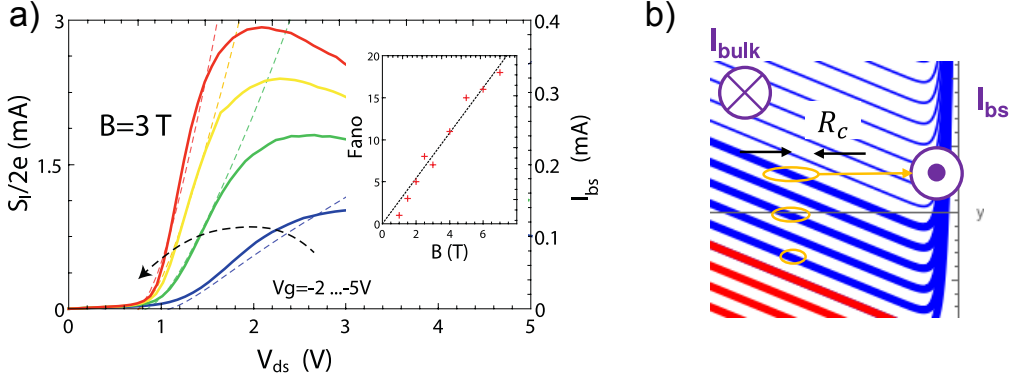 a)
S_I/2e (mA)
3
1.5
0
B=3 T
Vg=-2 ...-5V
0 1 2 3 4 5
V_ds (V)
Fano
20
15
10
5
0
0 2 4 6
B (T)
0.4
0.3
0.2
0.1
0
I_bs (mA)
b)
I_bulk
I_bs
R_c
y